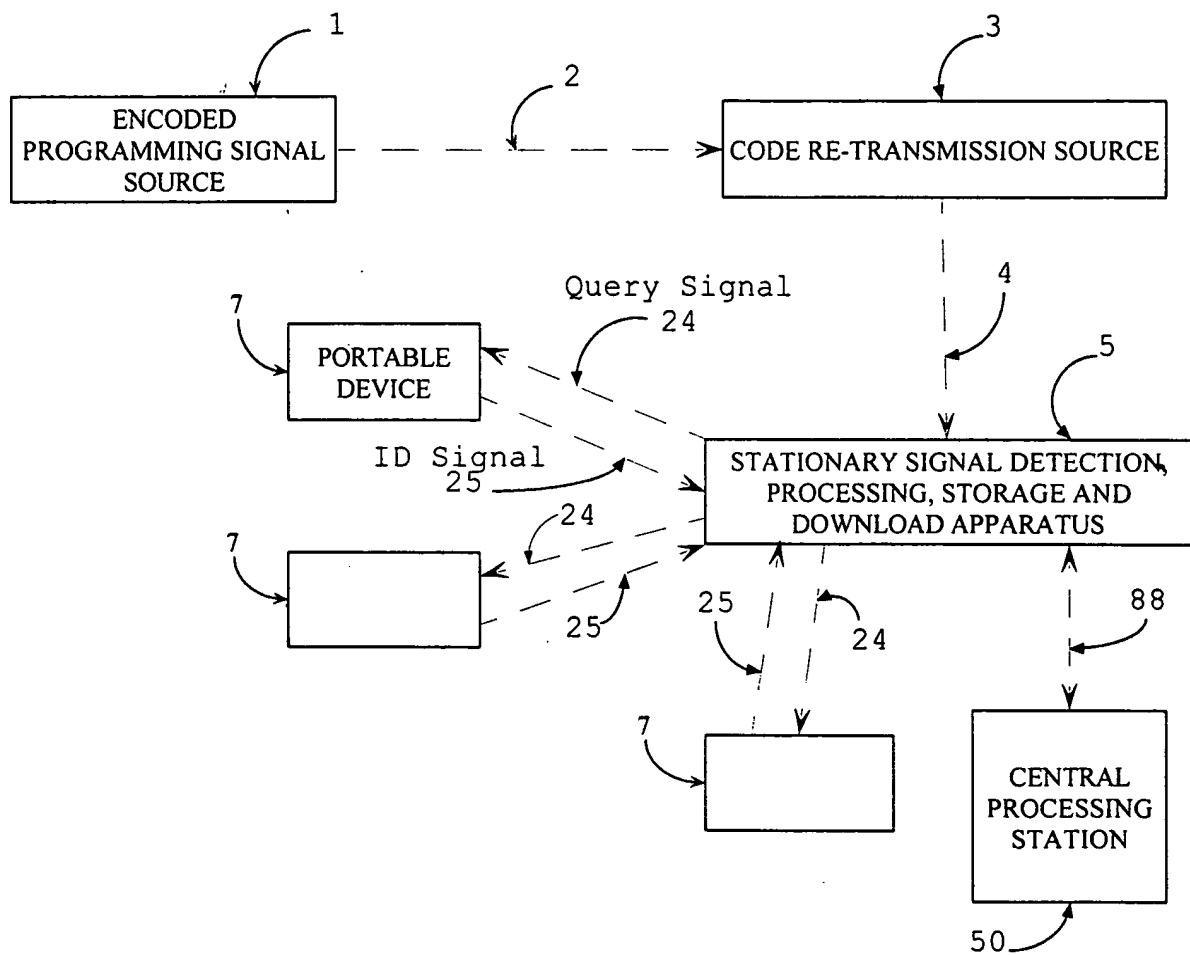 1
2
3
ENCODED
PROGRAMMING SIGNAL
SOURCE
CODE RE-TRANSMISSION SOURCE
4
Query Signal
24
7
PORTABLE
DEVICE
5
ID Signal
25
STATIONARY SIGNAL DETECTION,
PROCESSING, STORAGE AND
DOWNLOAD APPARATUS
24
7
25
25
24
88
7
CENTRAL
PROCESSING
STATION
50